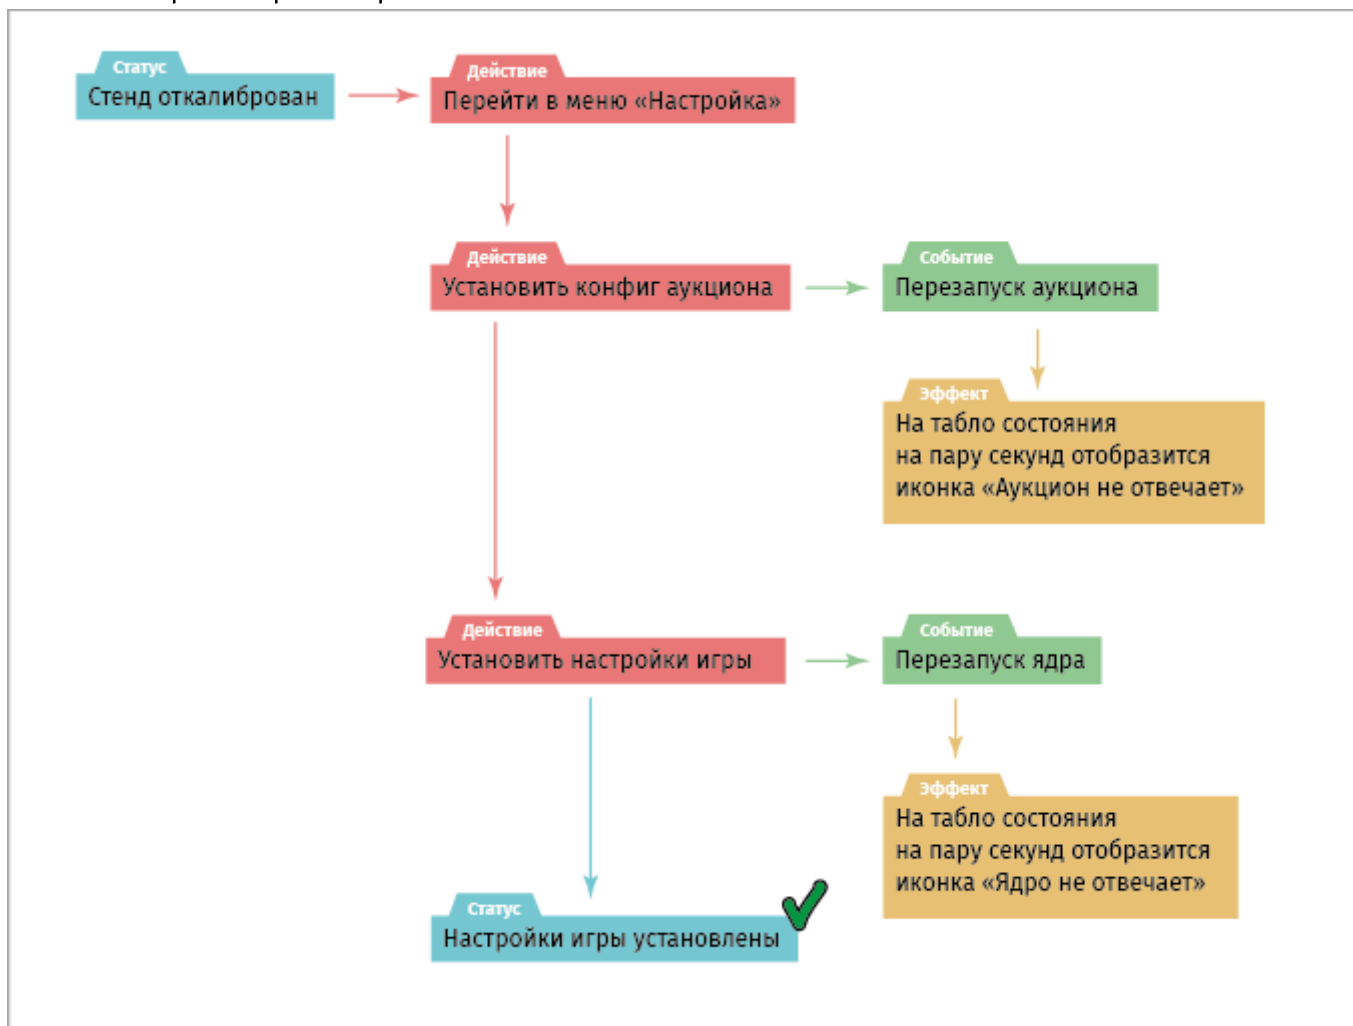 Статус
Стенд откалиброван
Действие
Перейти в меню «Настройка»
Действие
Установить конфиг аукциона
Событие
Перезапуск аукциона
Эффект
На табло состояния
на пару секунд отобразится
иконка «Аукцион не отвечает»
Действие
Установить настройки игры
Событие
Перезапуск ядра
Эффект
На табло состояния
на пару секунд отобразится
иконка «Ядро не отвечает»
Статус
Настройки игры установлены